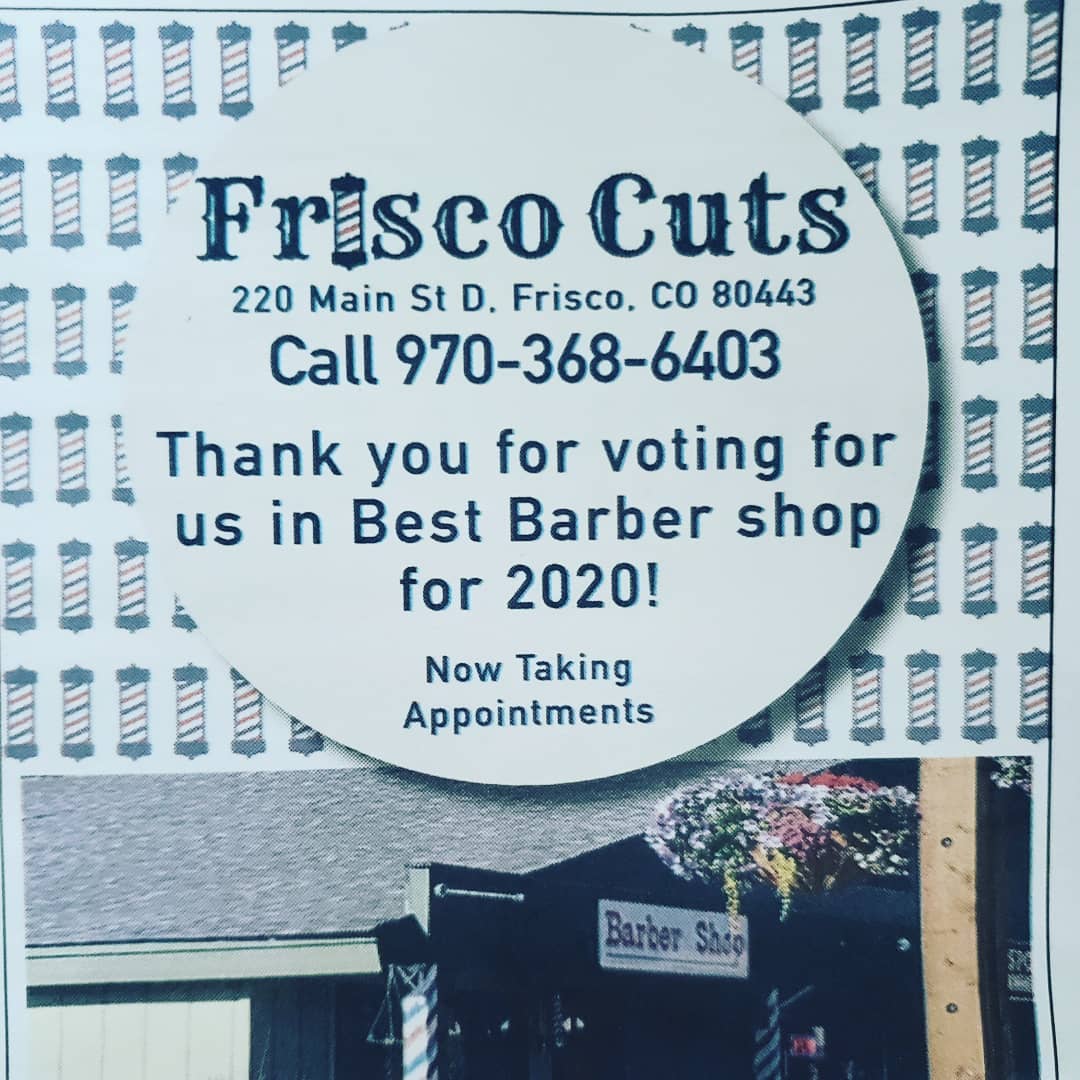 Frisco Cuts
220 Main St D, Frisco, CO 80443
Call 970-368-6403
Thank you for voting for
us in Best Barber shop
for 2020!
Now Taking
Appointments
Barber Shop